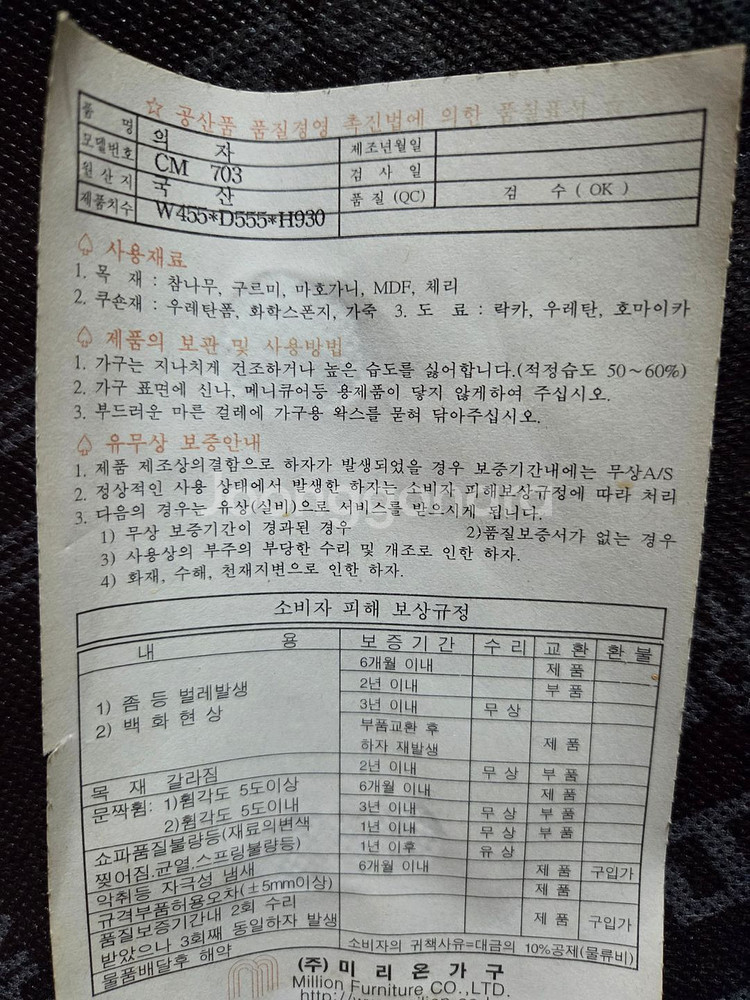 ☆ 공산품 품질경영 촉진법에 의한 품질표시
품 명 의 자 제조년월일
모델번호 CM 703 검 사 일
원 산 지 국 산 품 질 (QC) 검 수 ( OK )
제품치수 W455*D555*H930
♤ 사용재료
1. 목 재 : 참나무, 구르미, 마호가니, MDF, 체리
2. 쿠숀재 : 우레탄폼, 화학스폰지, 가죽 3. 도 료 : 락카, 우레탄, 호마이카
♤ 제품의 보관 및 사용방법
1. 가구는 지나치게 건조하거나 높은 습도를 싫어합니다.(적정습도 50~60%)
2. 가구 표면에 신나, 메니큐어등 용제품이 닿지 않게하여 주십시오.
3. 부드러운 마른 걸레에 가구용 왁스를 묻혀 닦아주십시오.
♤ 유무상 보증안내
1. 제품 제조상의결함으로 하자가 발생되었을 경우 보증기간내에는 무상A/S
2. 정상적인 사용 상태에서 발생한 하자는 소비자 피해보상규정에 따라 처리
3. 다음의 경우는 유상(실비)으로 서비스를 받으시게 됩니다.
1) 무상 보증기간이 경과된 경우 2)품질보증서가 없는 경우
3) 사용상의 부주의 부당한 수리 및 개조로 인한 하자.
4) 화재, 수해, 천재지변으로 인한 하자.
소비자 피해 보상규정
내 용 보증기간 수리 교환 환불
6개월 이내 제 품
1) 좀 등 벌레발생 2년 이내 부 품
2) 백 화 현 상 3년이내 무 상
부품교환 후
하자 재발생 제 품
목 재 갈라짐 2년 이내 무 상 부 품
문짝휨: 1)휨각도 5도이상 6개월 이내 제 품
2)휨각도 5도이내 3년 이내 무 상 부 품
쇼파품질불량등(재료의변색 1년 이내 무 상 부 품
찢어짐.균열.스프링불량등) 1년 이후 유 상
악취등 자극성 냄새 6개월 이내 제 품 구입가
규격부품허용오차(±5mm이상) 제 품
품질보증기간내 2회 수리
받았으나 3회째 동일하자 발생 제 품 구입가
물품배달후 해약 소비자의 귀책사유=대금의 10%공제(물류비)
(주) 미 리 온 가 구
Million Furniture CO.,LTD.